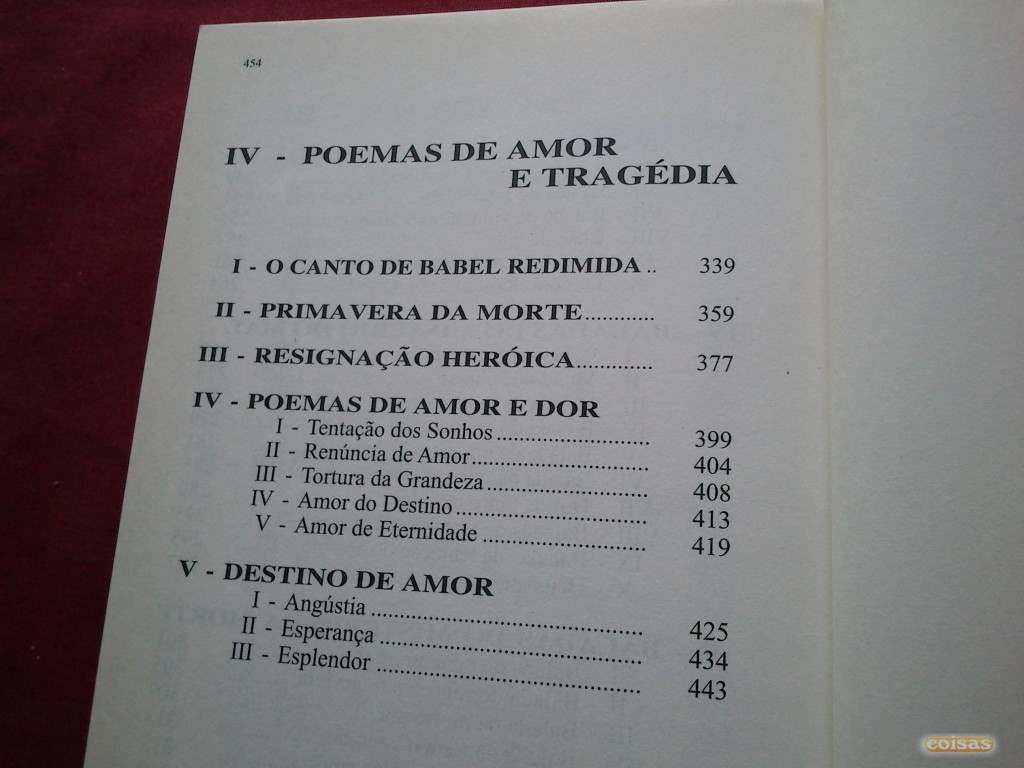 454
IV - POEMAS DE AMOR
E TRAGÉDIA
I - O CANTO DE BABEL REDIMIDA .. 339
II - PRIMAVERA DA MORTE............ 359
III - RESIGNAÇÃO HERÓICA............. 377
IV - POEMAS DE AMOR E DOR
I - Tentação dos Sonhos .......................... 399
II - Renúncia de Amor.............................. 404
III - Tortura da Grandeza........................... 408
IV - Amor do Destino ................................ 413
V - Amor de Eternidade ........................... 419
V - DESTINO DE AMOR
I - Angústia ............................................. 425
II - Esperança ........................................... 434
III - Esplendor ........................................... 443
coisas